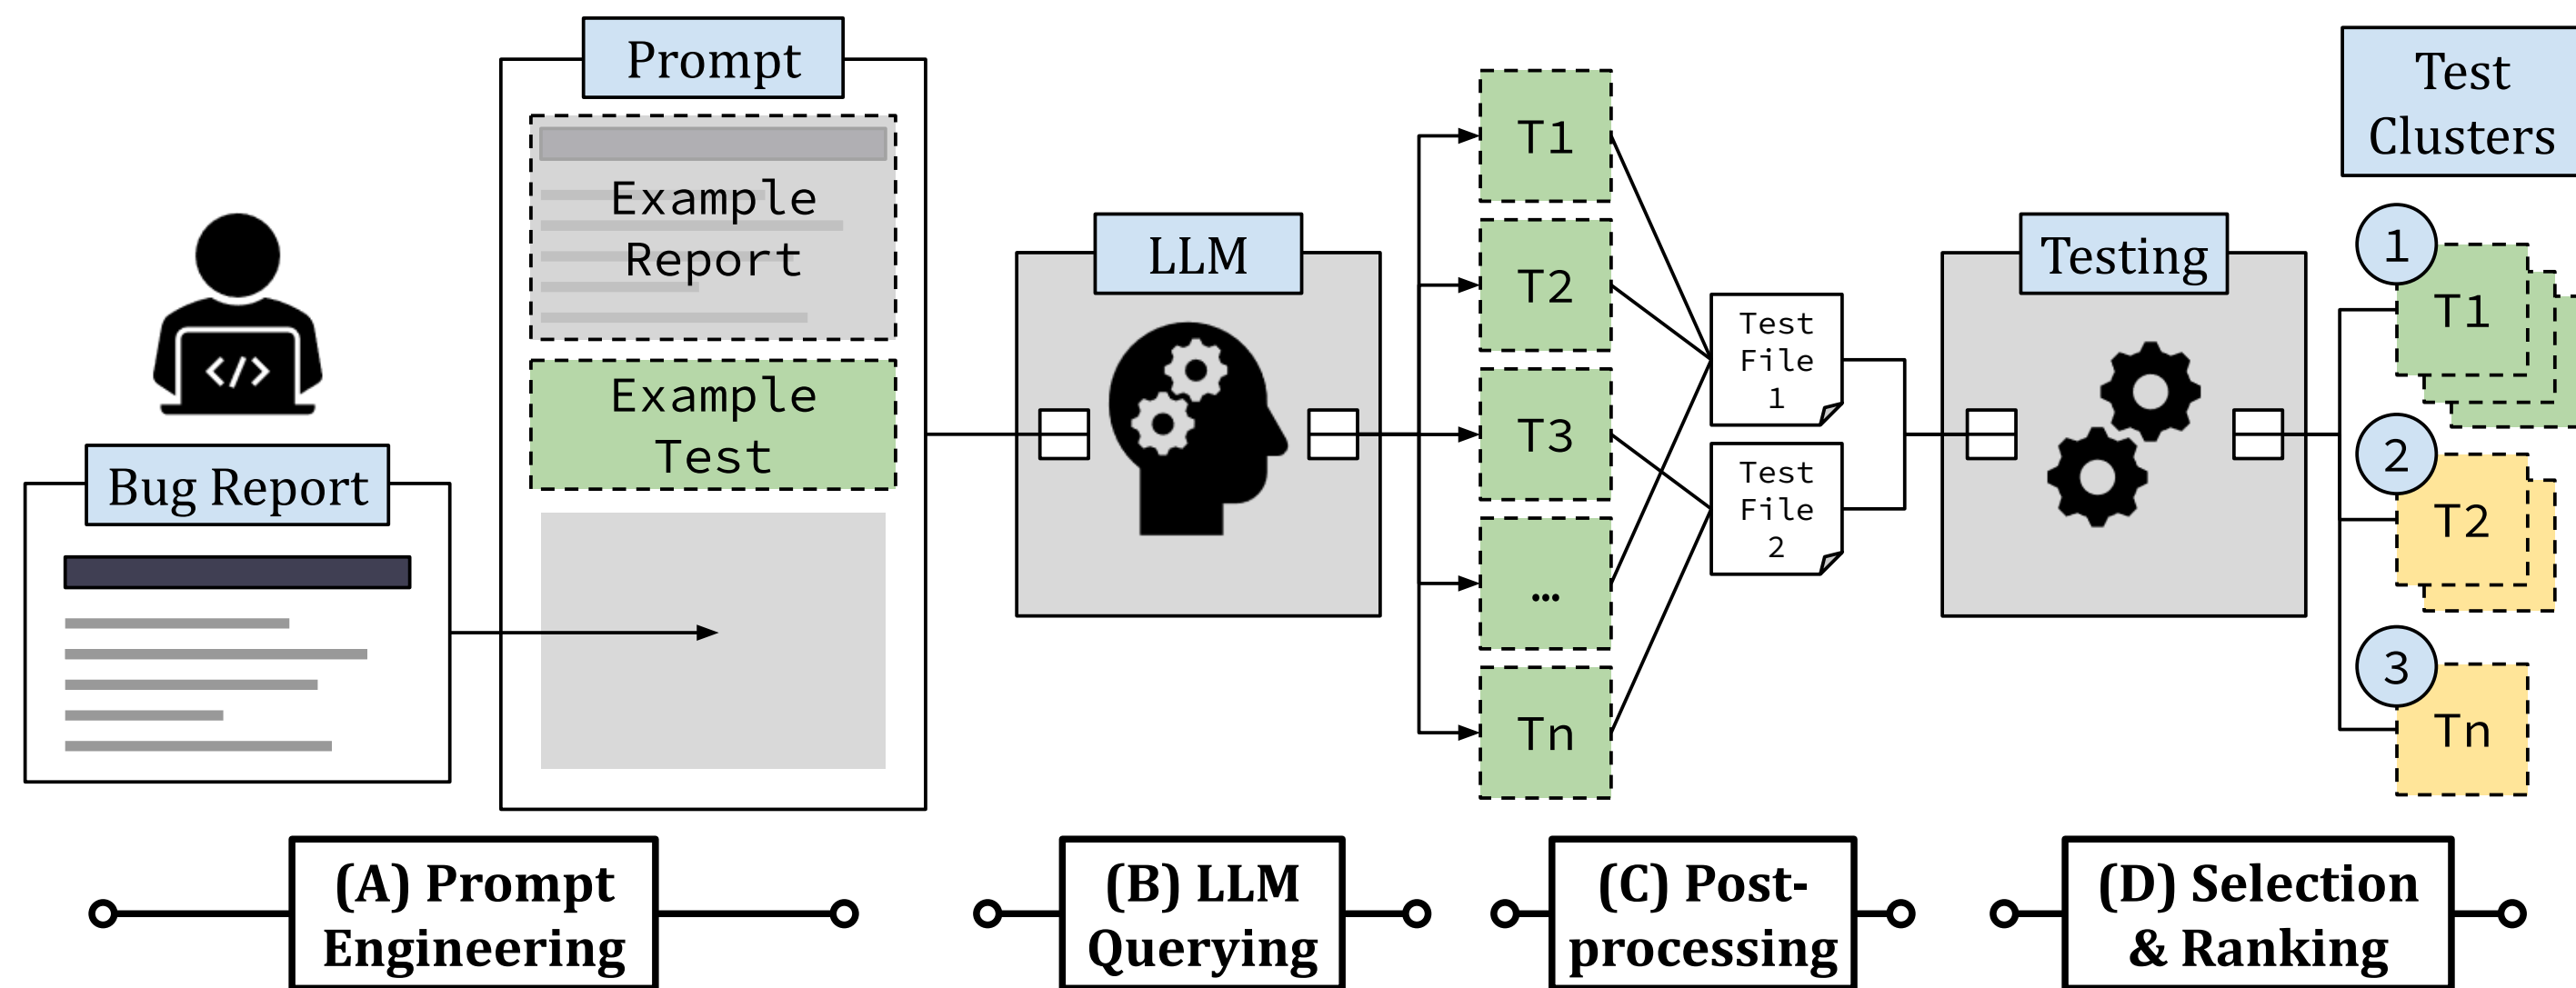 Prompt
Example
Report
Example
Test
</>
Bug Report
LLM
T1
T2
T3
...
Tn
Test
File
1
Test
File
2
Testing
Test
Clusters
1
T1
2
T2
3
Tn
(A) Prompt
Engineering
(B) LLM
Querying
(C) Post-
processing
(D) Selection
& Ranking